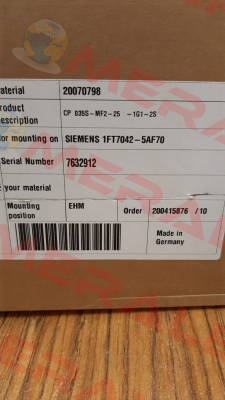 aterial 20070798
roduct
escription CP 035S-MF2-25 -1G1-2S
or mounting on SIEMENS 1FT7042-5AF70
Serial Number 7632912
your material
Mounting
position EHM Order 200415876 /10
Made in
Germany